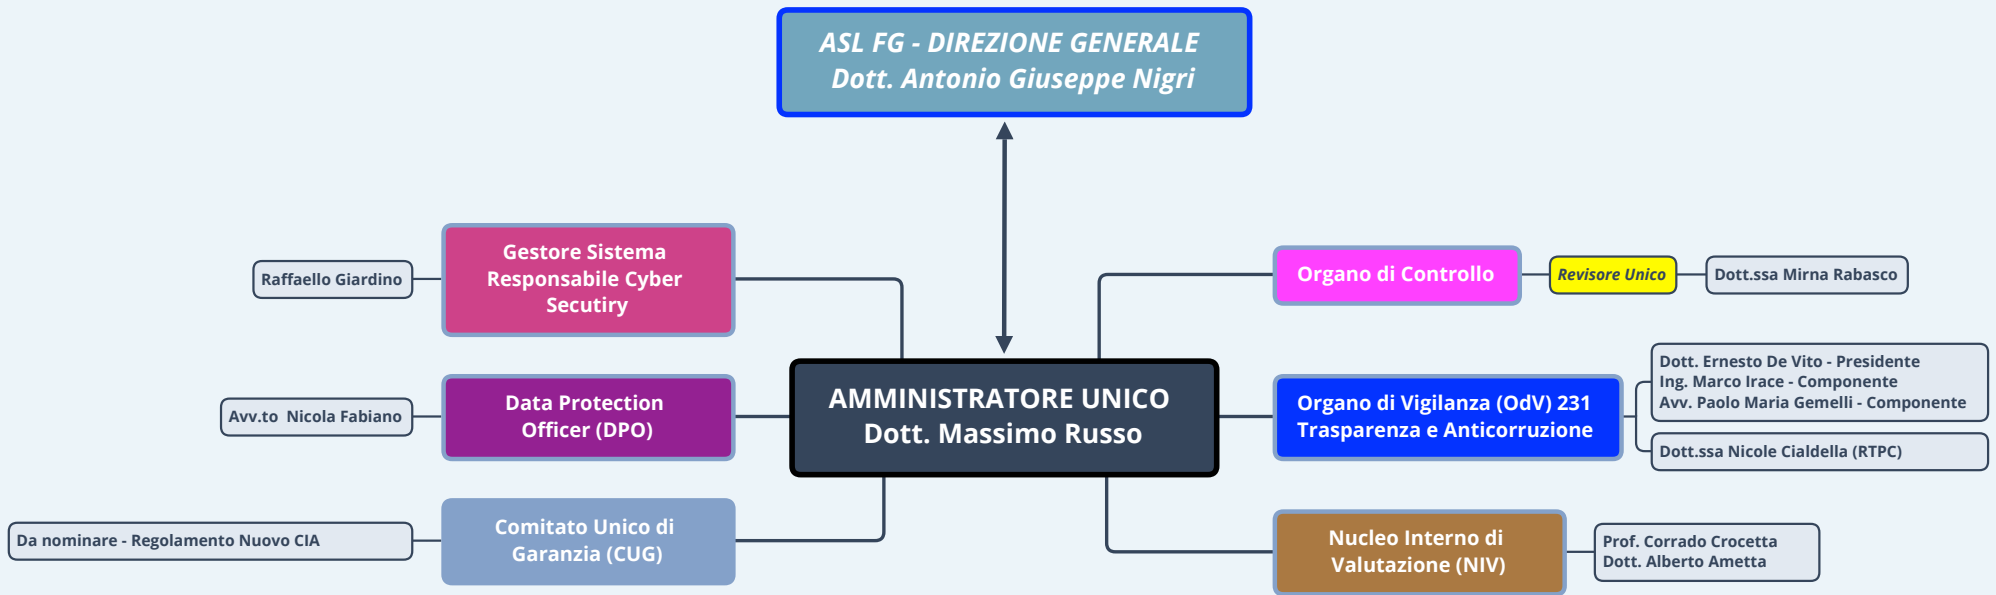 ASL FG - DIREZIONE GENERALE
Dott. Antonio Giuseppe Nigri
Raffaello Giardino
Gestore Sistema
Responsabile Cyber
Secutiry
Organo di Controllo
Revisore Unico
Dott.ssa Mirna Rabasco
Avv.to  Nicola Fabiano
Data Protection
Officer (DPO)
AMMINISTRATORE UNICO
Dott. Massimo Russo
Organo di Vigilanza (OdV) 231
Trasparenza e Anticorruzione
Dott. Ernesto De Vito - Presidente
Ing. Marco Irace - Componente
Avv. Paolo Maria Gemelli - Componente
Dott.ssa Nicole Cialdella (RTPC)
Da nominare - Regolamento Nuovo CIA
Comitato Unico di
Garanzia (CUG)
Nucleo Interno di
Valutazione (NIV)
Prof. Corrado Crocetta
Dott. Alberto Ametta